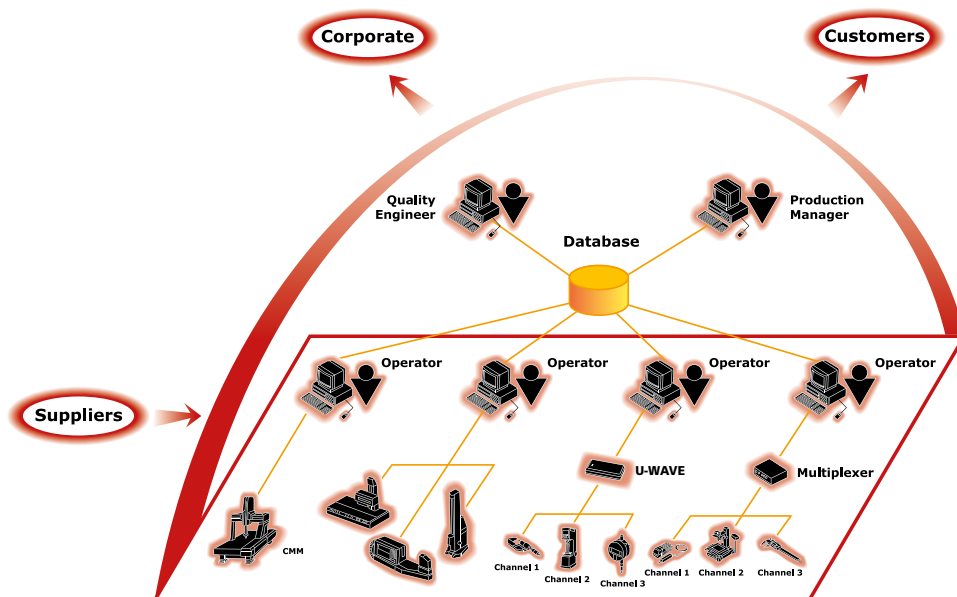 Corporate
Customers
Quality
Engineer
Production
Manager
Database
Operator
Operator
Operator
Operator
Suppliers
U-WAVE
Multiplexer
CMM
Channel 1
Channel 2
Channel 3
Channel 1
Channel 2
Channel 3